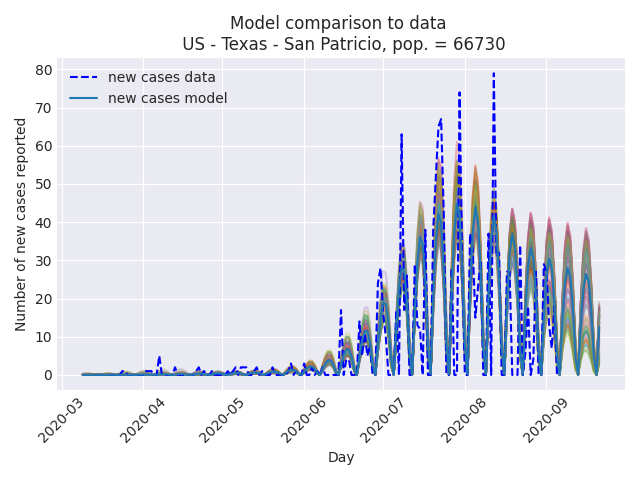 Model comparison to data
US - Texas - San Patricio, pop. = 66730
new cases data
new cases model
Number of new cases reported
80
70
60
50
40
30
20
10
0
2020-03
2020-04
2020-05
2020-06
2020-07
2020-08
2020-09
Day